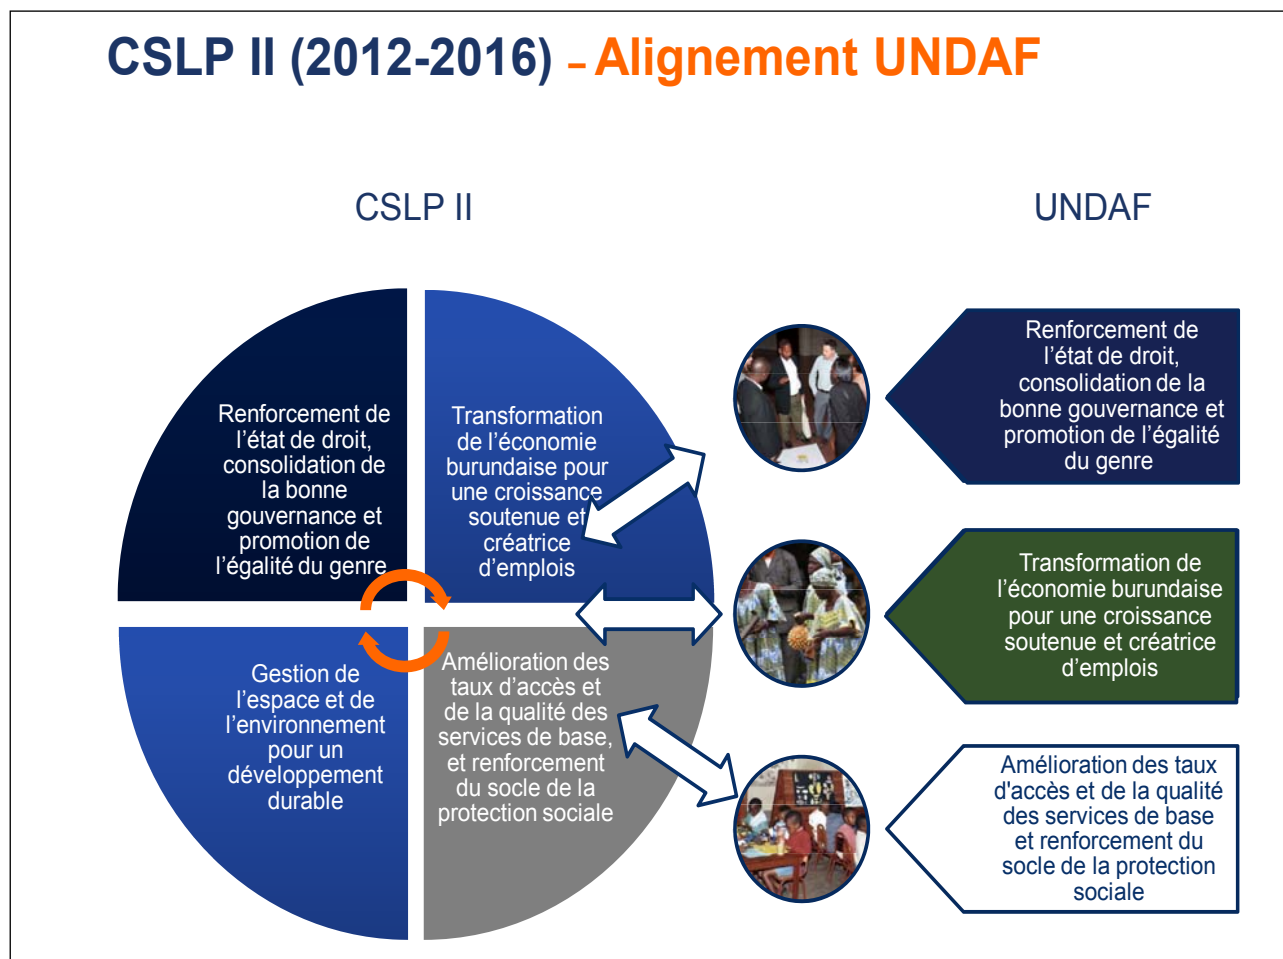 CSLP II (2012-2016) – Alignement UNDAF
CSLP II
UNDAF
Renforcement de
l’état de droit,
consolidation de
la bonne
gouvernance et
promotion de
l’égalité du genre
Transformation
de l’économie
burundaise pour
une croissance
soutenue et
créatrice
d’emplois
Gestion de
l’espace et de
l’environnement
pour un
développement
durable
Amélioration des
taux d’accès et
de la qualité des
services de base,
et renforcement
du socle de la
protection sociale
Renforcement de
l’état de droit,
consolidation de la
bonne gouvernance et
promotion de l’égalité
du genre
Transformation de
l’économie burundaise
pour une croissance
soutenue et créatrice
d’emplois
Amélioration des taux
d'accès et de la qualité
des services de base
et renforcement du
socle de la protection
sociale